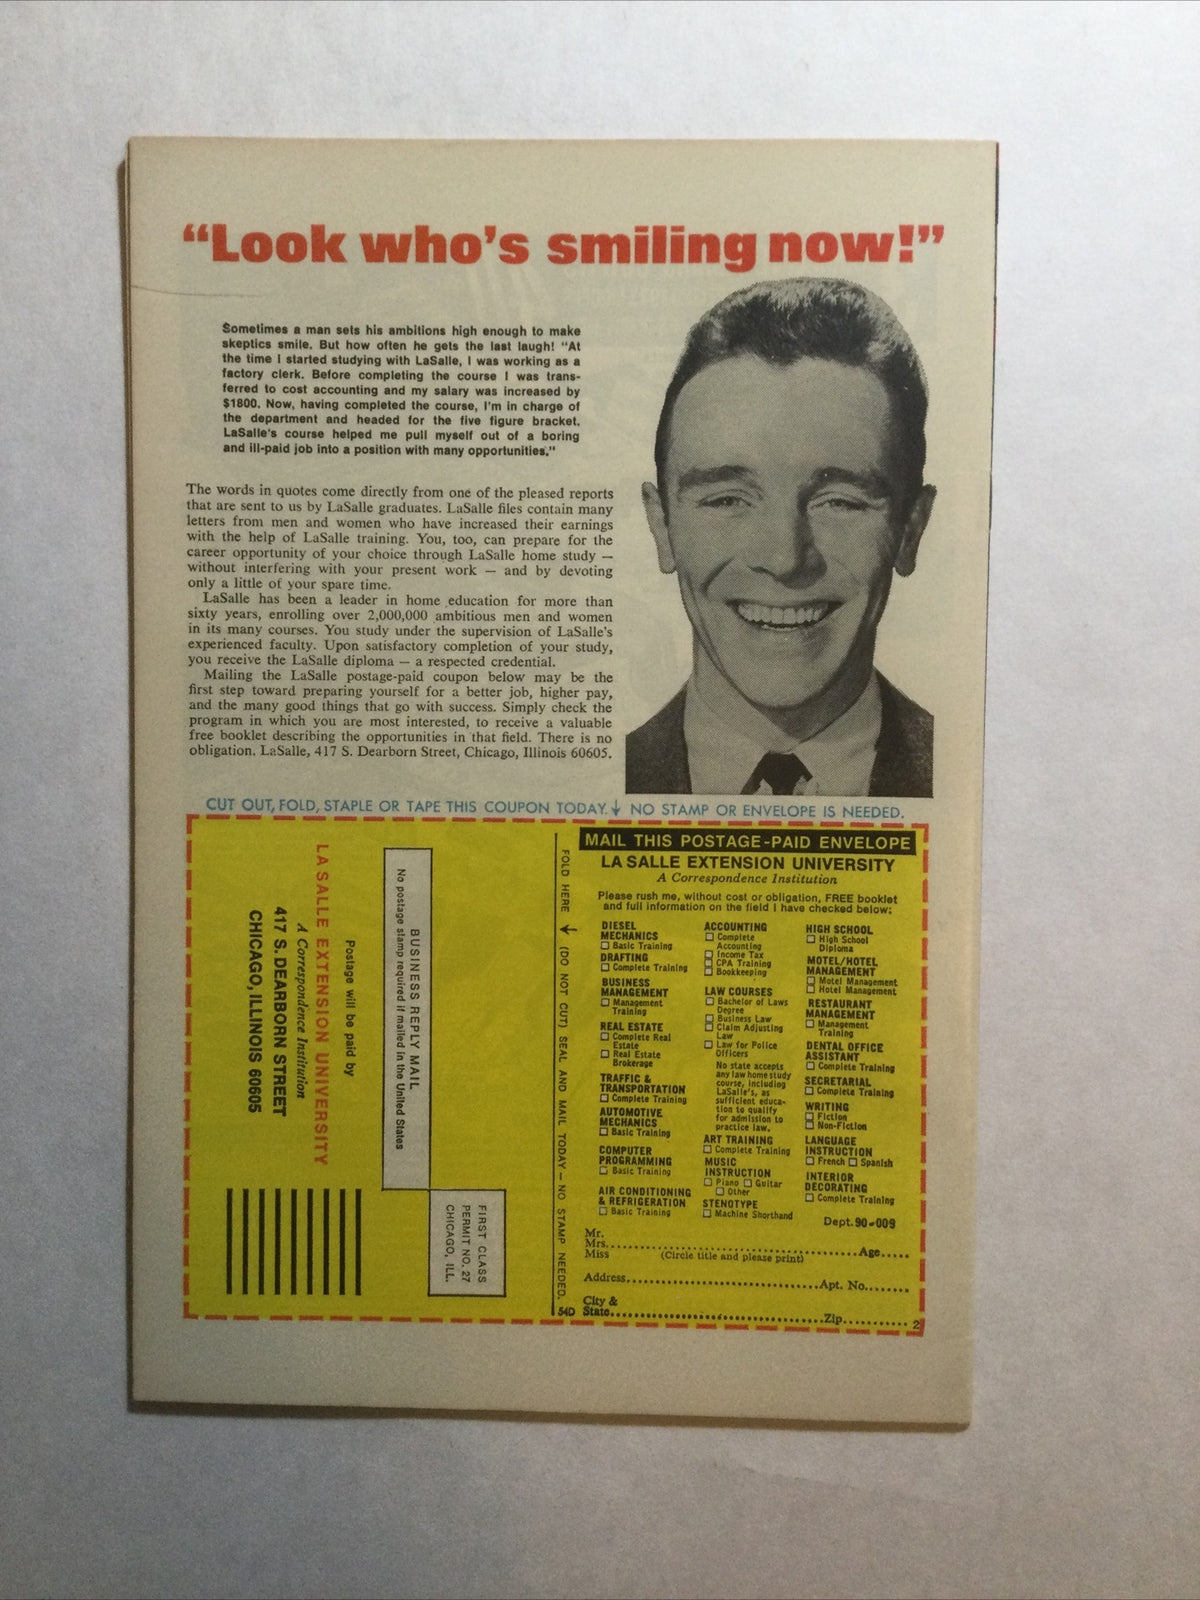 “Look who’s smiling now!”
Sometimes a man sets his ambitions high enough to make
skeptics smile. But how often he gets the last laugh! “At
the time I started studying with LaSalle, I was working as a
factory clerk. Before completing the course I was trans-
ferred to cost accounting and my salary was increased by
$1800. Now, having completed the course, I’m in charge of
the department and headed for the five figure bracket.
LaSalle’s course helped me pull myself out of a boring
and ill-paid job into a position with many opportunities.”
The words in quotes come directly from one of the pleased reports
that are sent to us by LaSalle graduates. LaSalle files contain many
letters from men and women who have increased their earnings
with the help of LaSalle training. You, too, can prepare for the
career opportunity of your choice through LaSalle home study —
without interfering with your present work — and by devoting
only a little of your spare time.
LaSalle has been a leader in home education for more than
sixty years, enrolling over 2,000,000 ambitious men and women
in its many courses. You study under the supervision of LaSalle’s
experienced faculty. Upon satisfactory completion of your study,
you receive the LaSalle diploma — a respected credential.
Mailing the LaSalle postage-paid coupon below may be the
first step toward preparing yourself for a better job, higher pay,
and the many good things that go with success. Simply check the
program in which you are most interested, to receive a valuable
free booklet describing the opportunities in that field. There is no
obligation. LaSalle, 417 S. Dearborn Street, Chicago, Illinois 60605.
CUT OUT, FOLD, STAPLE OR TAPE THIS COUPON TODAY. NO STAMP OR ENVELOPE IS NEEDED.
FIRST CLASS
PERMIT NO. 27
CHICAGO, ILL.
BUSINESS REPLY MAIL
No postage stamp required if mailed in the United States
Postage will be paid by
LA SALLE EXTENSION UNIVERSITY
A Correspondence Institution
417 S. DEARBORN STREET
CHICAGO, ILLINOIS 60605
FOLD HERE (DO NOT CUT) SEAL AND MAIL TODAY — NO STAMP NEEDED.
54D
MAIL THIS POSTAGE-PAID ENVELOPE
LA SALLE EXTENSION UNIVERSITY
A Correspondence Institution
Please rush me, without cost or obligation, FREE booklet
and full information on the field I have checked below:
DIESEL
MECHANICS
Basic Training
DRAFTING
Complete Training
BUSINESS
MANAGEMENT
Management
Training
REAL ESTATE
Complete Real
Estate
Real Estate
Brokerage
TRAFFIC &
TRANSPORTATION
Complete Training
AUTOMOTIVE
MECHANICS
Basic Training
COMPUTER
PROGRAMMING
Basic Training
AIR CONDITIONING
& REFRIGERATION
Basic Training
ACCOUNTING
Complete
Accounting
Income Tax
CPA Training
Bookkeeping
LAW COURSES
Bachelor of Laws
Degree
Business Law
Claim Adjusting
Law
Law for Police
Officers
No state accepts
any law home study
course, including
LaSalle’s, as
sufficient educa-
tion to qualify
for admission to
practice law.
ART TRAINING
Complete Training
MUSIC
INSTRUCTION
Piano Guitar
Other
STENOTYPE
Machine Shorthand
HIGH SCHOOL
High School
Diploma
MOTEL/HOTEL
MANAGEMENT
Motel Management
Hotel Management
RESTAURANT
MANAGEMENT
Management
Training
DENTAL OFFICE
ASSISTANT
Complete Training
SECRETARIAL
Complete Training
WRITING
Fiction
Non-Fiction
LANGUAGE
INSTRUCTION
French Spanish
INTERIOR
DECORATING
Complete Training
Dept. 90-009
Mr.
Mrs. Age
Miss (Circle title and please print)
Address Apt. No.
City &
State Zip 2